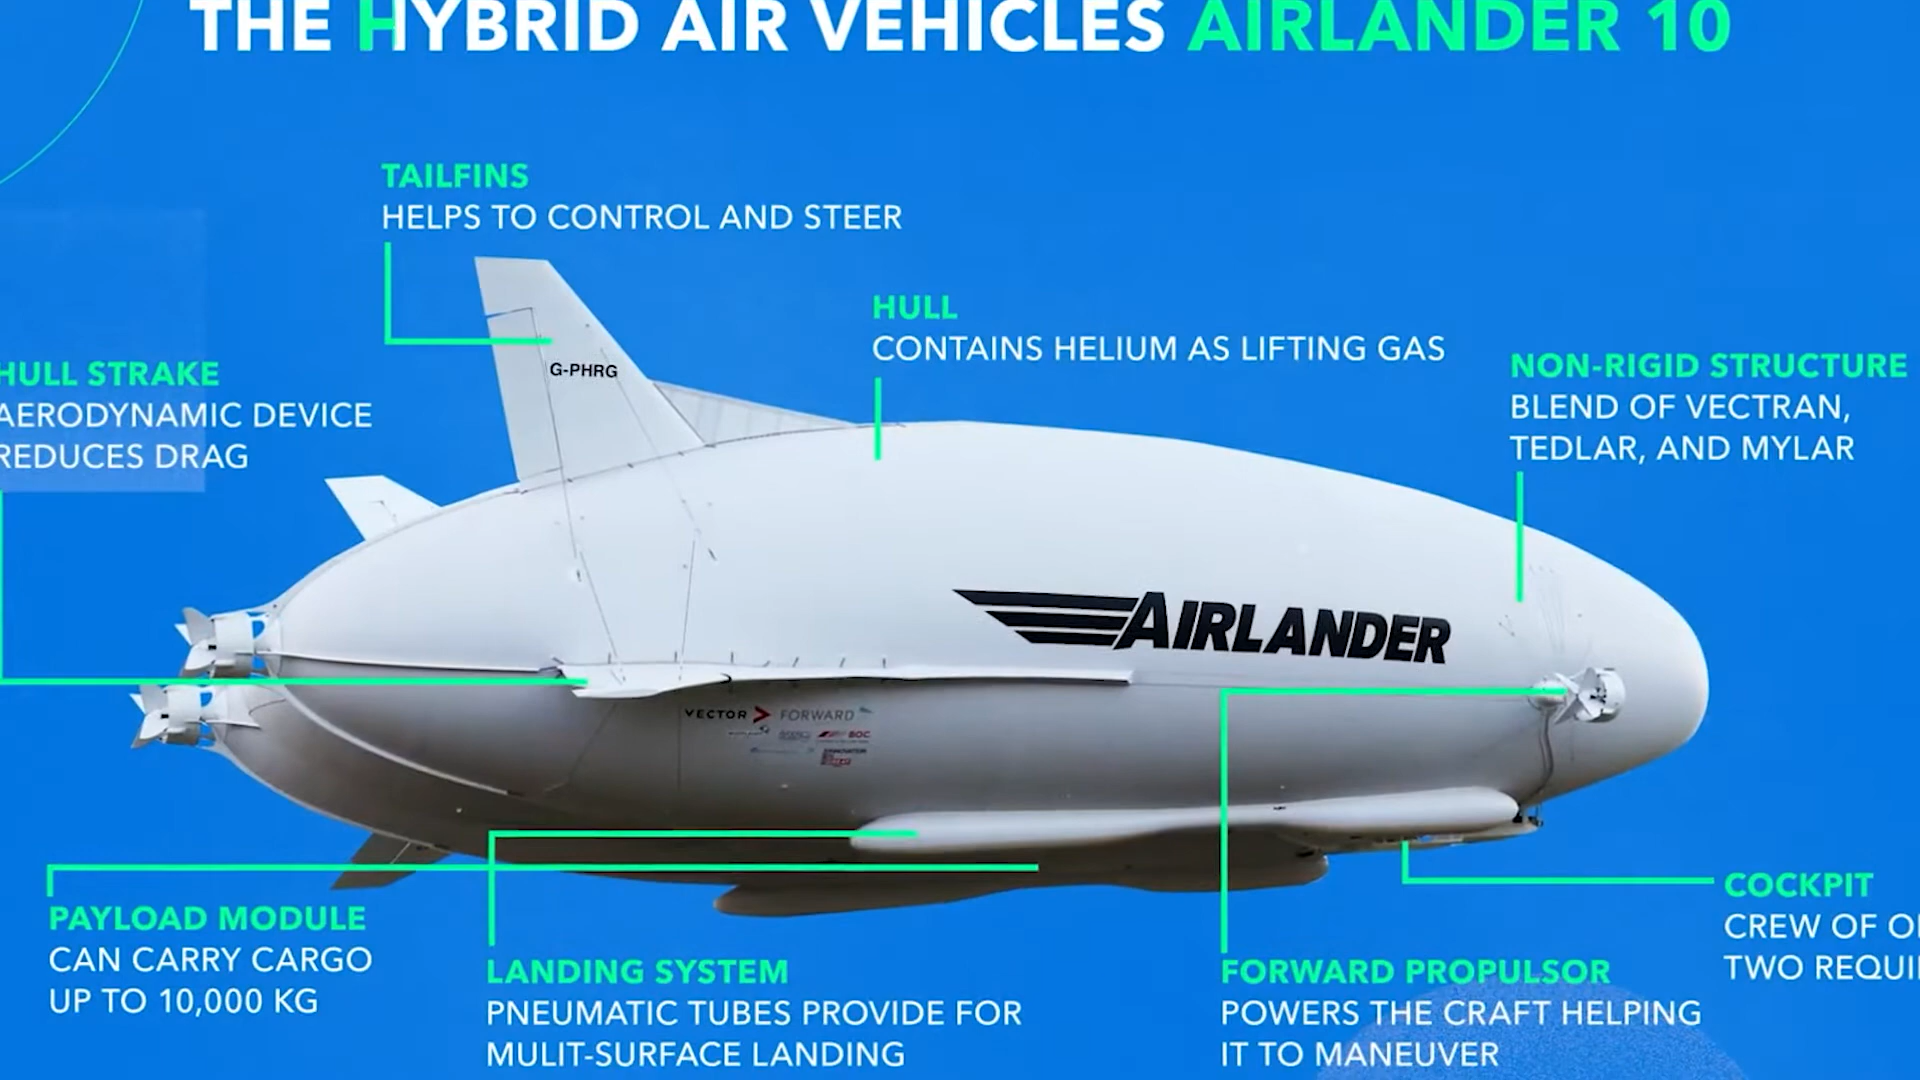 THE HYBRID AIR VEHICLES AIRLANDER 10
TAILFINS
HELPS TO CONTROL AND STEER
HULL
CONTAINS HELIUM AS LIFTING GAS
NON-RIGID STRUCTURE
BLEND OF VECTRAN,
TEDLAR, AND MYLAR
HULL STRAKE
AERODYNAMIC DEVICE
REDUCES DRAG
G-PHRG
AIRLANDER
VECTOR FORWARD
BOC
PAYLOAD MODULE
CAN CARRY CARGO
UP TO 10,000 KG
LANDING SYSTEM
PNEUMATIC TUBES PROVIDE FOR
MULIT-SURFACE LANDING
FORWARD PROPULSOR
POWERS THE CRAFT HELPING
IT TO MANEUVER
COCKPIT
CREW OF
TWO